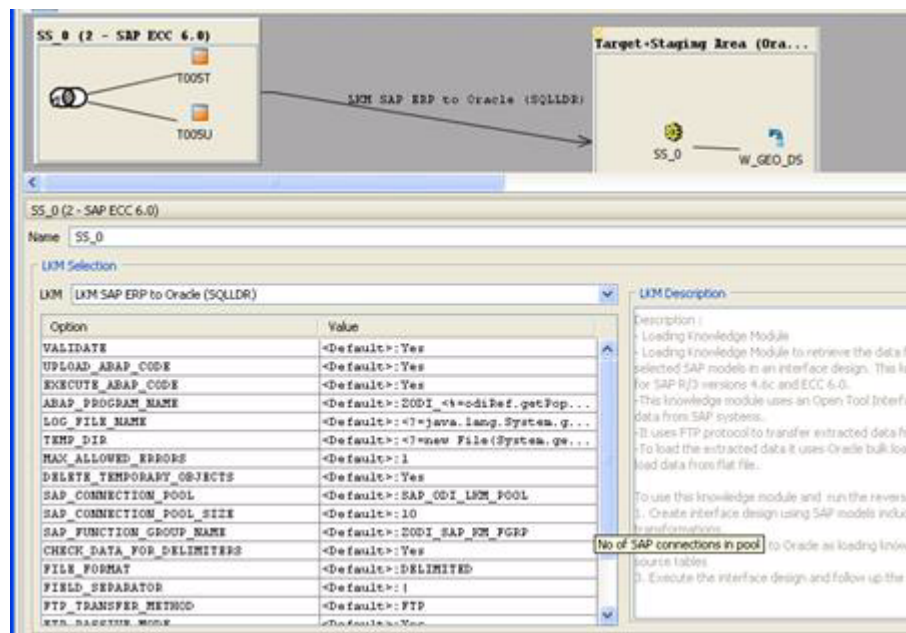 SS_0 (2 - SAP ECC 6.0)
Target+Staging Area (Ora...
T005T
LKM SAP ERP to Oracle (SQLLDR)
T005U
SS_0
W_GEO_DS
SS_0 (2 - SAP ECC 6.0)
Name SS_0
LKM Selection
LKM LKM SAP ERP to Oracle (SQLLDR)
LKM Description
Option Value
VALIDATE <Default>:Yes
UPLOAD_ABAP_CODE <Default>:Yes
EXECUTE_ABAP_CODE <Default>:Yes
ABAP_PROGRAM_NAME <Default>:ZODI_<%=odiRef.getPop...
LOG_FILE_NAME <Default>:<?=java.lang.System.g...
TEMP_DIR <Default>:<?=new File(System.ge...
MAX_ALLOWED_ERRORS <Default>:1
DELETE_TEMPORARY_OBJECTS <Default>:Yes
SAP_CONNECTION_POOL <Default>:SAP_ODI_LKM_POOL
SAP_CONNECTION_POOL_SIZE <Default>:10
SAP_FUNCTION_GROUP_NAME <Default>:ZODI_SAP_KM_FGRP
CHECK_DATA_FOR_DELIMITERS <Default>:Yes
FILE_FORMAT <Default>:DELIMITED
FIELD_SEPARATOR <Default>:|
FTP_TRANSFER_METHOD <Default>:FTP
FTP_PASSIVE_MODE <Default>:Yes
Description :
- Loading Knowledge Module
- Loading Knowledge Module to retrieve the data
selected SAP models in an interface design. This
for SAP R/3 versions 4.6c and ECC 6.0.
-This knowledge module uses an Open Tool
data from SAP systems.
-It uses FTP protocol to transfer extracted data
-To load the extracted data it uses Oracle bulk
load data from flat file.
To use this knowledge module and run the
1. Create interface design using SAP models
transformations
No of SAP connections in pool
to Oracle as loading
source tables
3. Execute the interface design and follow up the